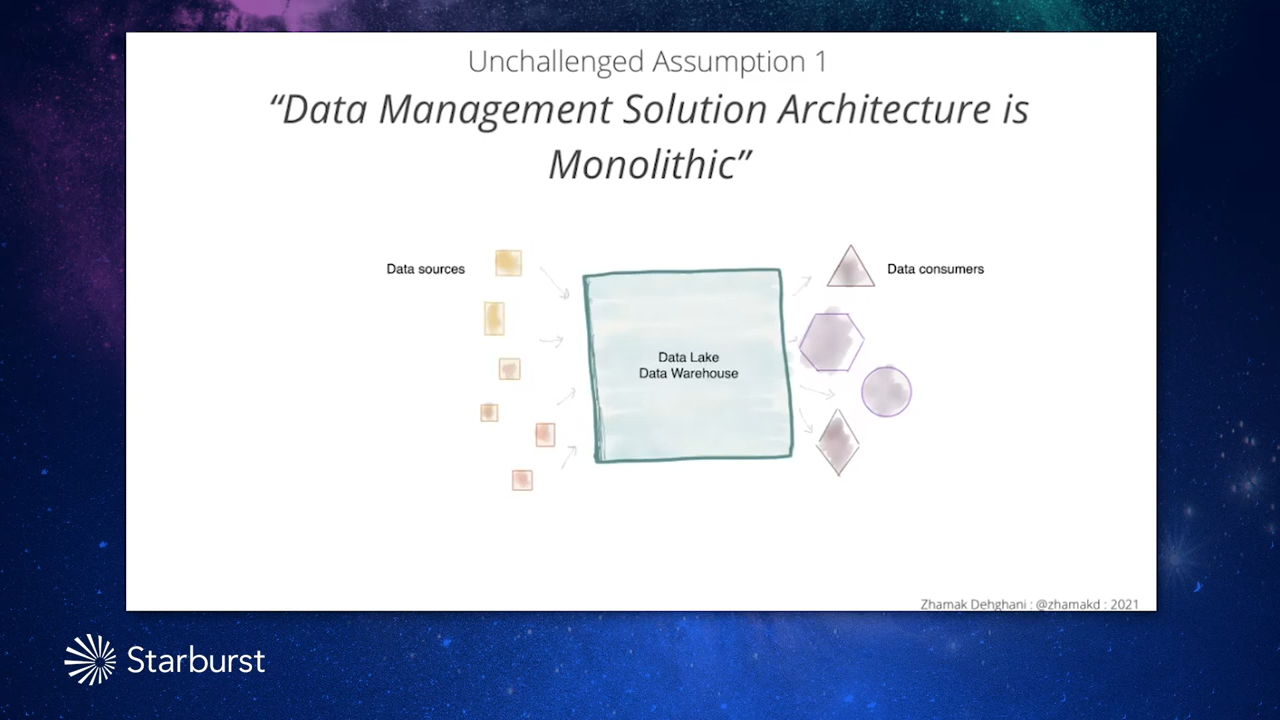 Unchallenged Assumption 1
“Data Management Solution Architecture is
Monolithic”
Data sources
Data consumers
Data Lake
Data Warehouse
Zhamak Dehghani : @zhamakd : 2021
Starburst